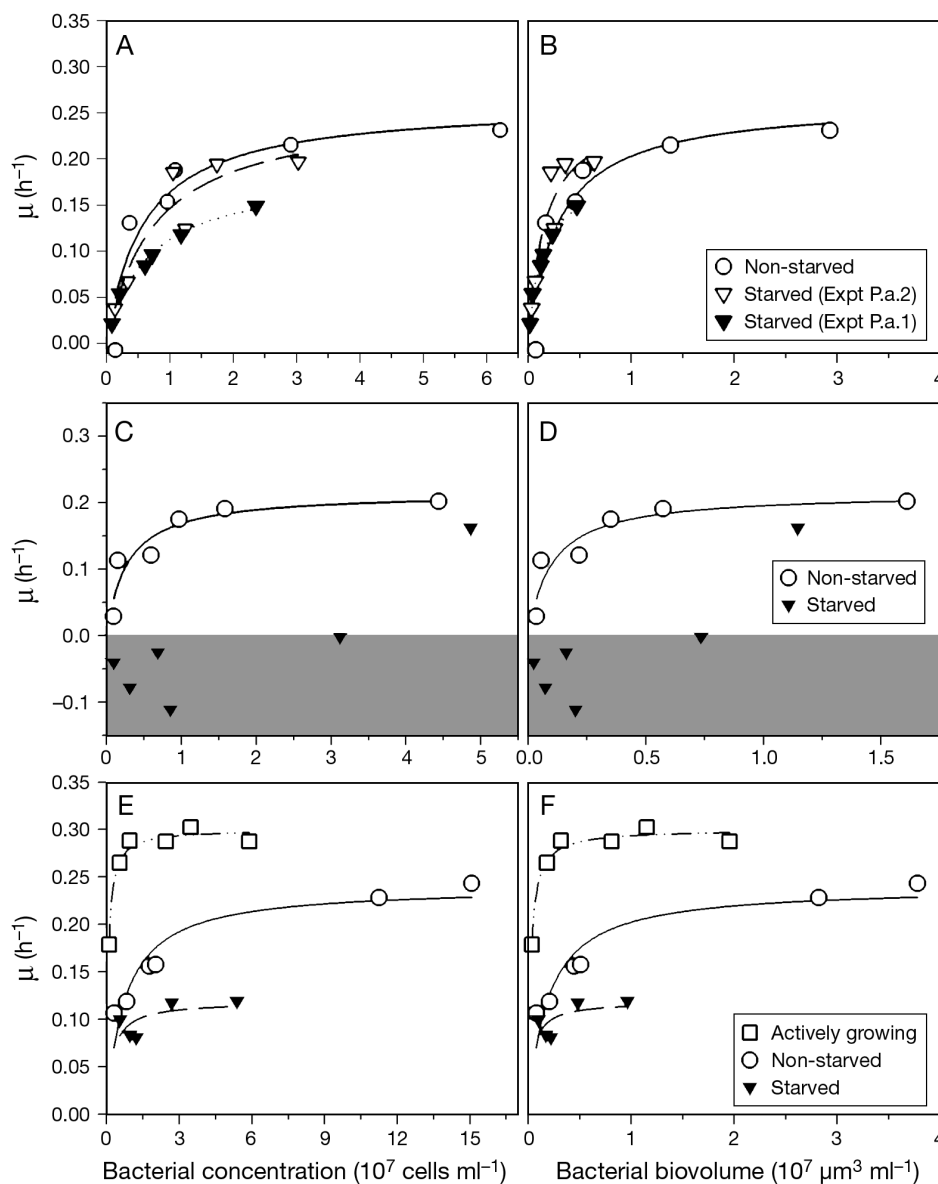 A
B
0.35
0.30
0.25
0.20
0.15
0.10
0.05
0.00
μ (h⁻¹)
Non-starved
Starved (Expt P.a.2)
Starved (Expt P.a.1)
0 1 2 3 4 5 6
0 1 2 3 4
C
D
0.3
0.2
0.1
0.0
−0.1
μ (h⁻¹)
Non-starved
Starved
0 1 2 3 4 5
0.0 0.5 1.0 1.5
E
F
0.35
0.30
0.25
0.20
0.15
0.10
0.05
0.00
μ (h⁻¹)
Actively growing
Non-starved
Starved
0 3 6 9 12 15
0 1 2 3 4
Bacterial concentration (10⁷ cells ml⁻¹)
Bacterial biovolume (10⁷ μm³ ml⁻¹)